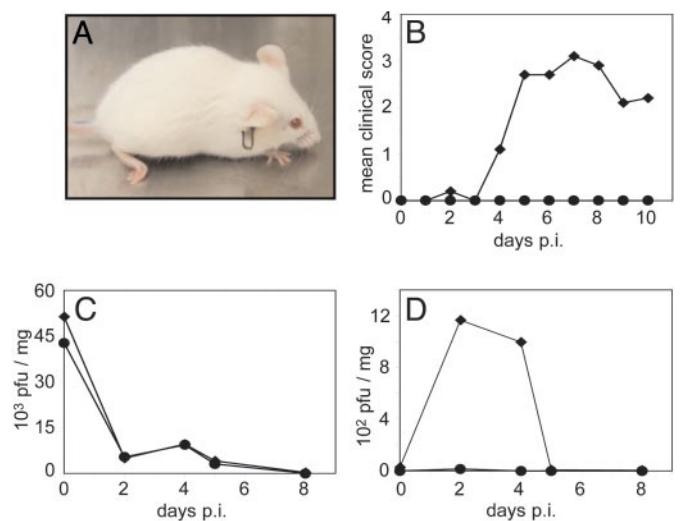 A
B
mean clinical score
4
3
2
1
0
0 2 4 6 8 10
days p.i.
C
10³ pfu / mg
60
45
30
15
0
0 2 4 6 8
days p.i.
D
10² pfu / mg
12
8
4
0
0 2 4 6 8
days p.i.